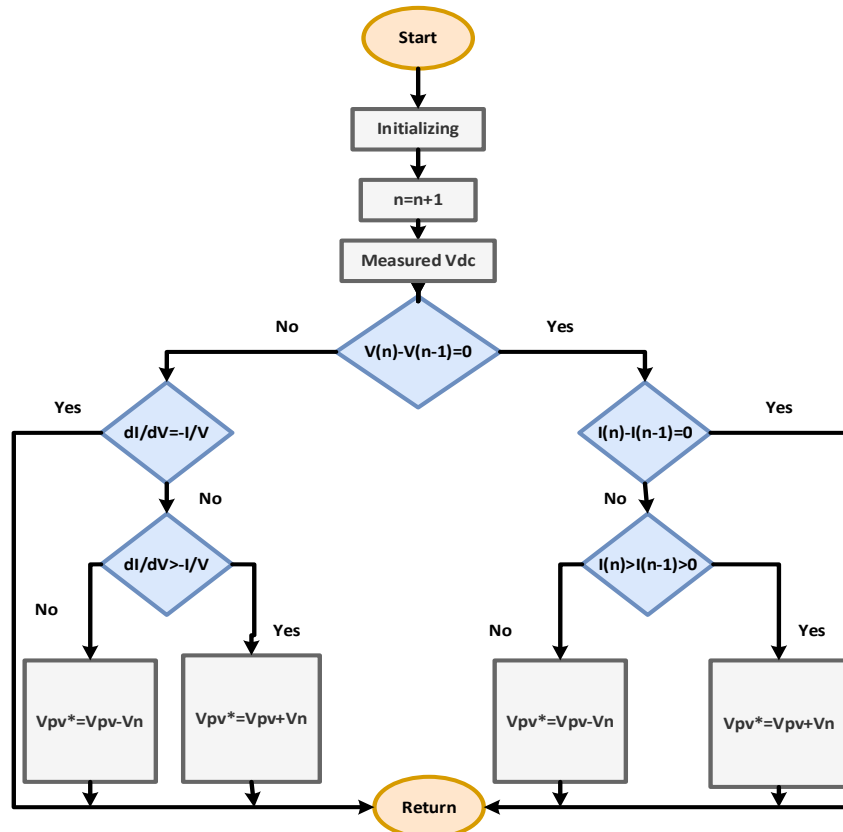 Start
Initializing
n=n+1
Measured Vdc
No
Yes
V(n)-V(n-1)=0
Yes
Yes
dI/dV=-I/V
I(n)-I(n-1)=0
No
No
dI/dV>-I/V
I(n)>I(n-1)>0
No
Yes
No
Yes
Vpv*=Vpv-Vn
Vpv*=Vpv+Vn
Vpv*=Vpv-Vn
Vpv*=Vpv+Vn
Return